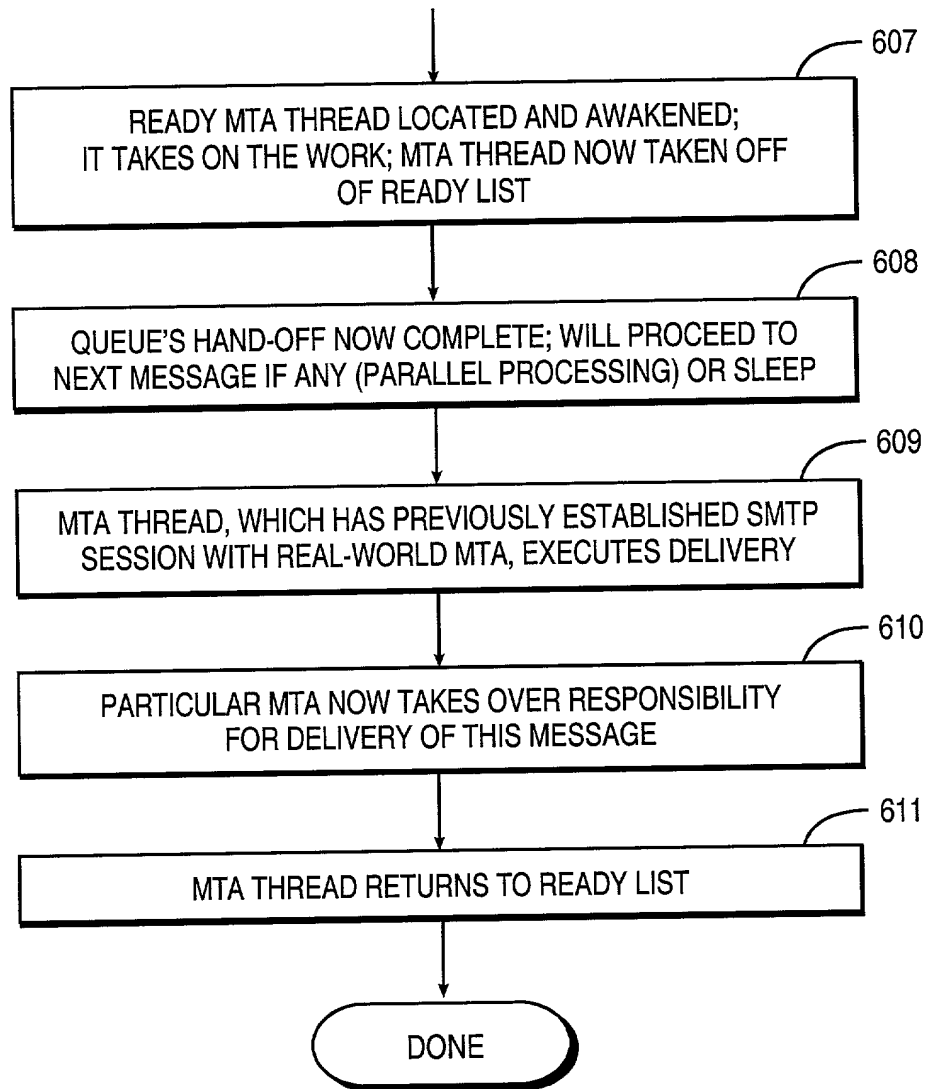 607
READY MTA THREAD LOCATED AND AWAKENED;
IT TAKES ON THE WORK; MTA THREAD NOW TAKEN OFF
OF READY LIST
608
QUEUE'S HAND-OFF NOW COMPLETE; WILL PROCEED TO
NEXT MESSAGE IF ANY (PARALLEL PROCESSING) OR SLEEP
609
MTA THREAD, WHICH HAS PREVIOUSLY ESTABLISHED SMTP
SESSION WITH REAL-WORLD MTA, EXECUTES DELIVERY
610
PARTICULAR MTA NOW TAKES OVER RESPONSIBILITY
FOR DELIVERY OF THIS MESSAGE
611
MTA THREAD RETURNS TO READY LIST
DONE